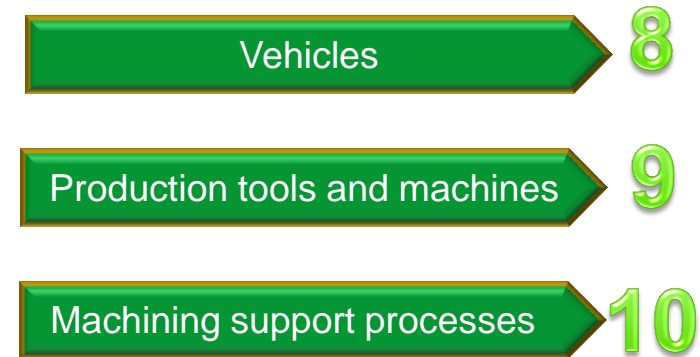 Vehicles 8
Production tools and machines 9
Machining support processes 10